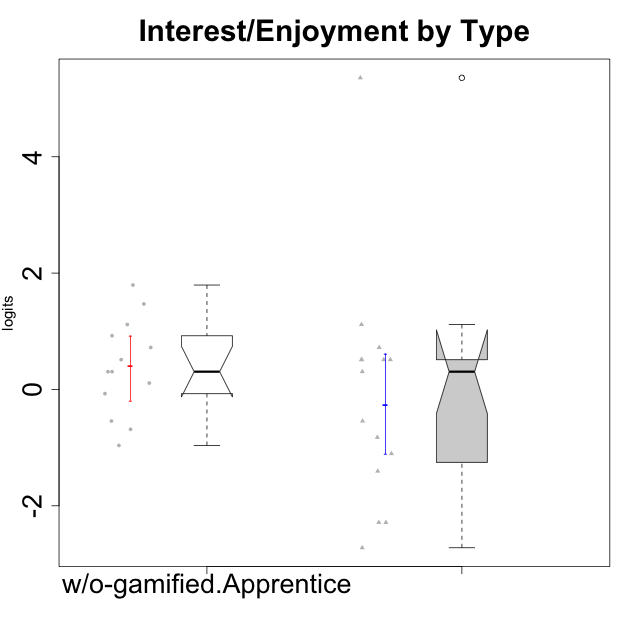 Interest/Enjoyment by Type
logits
4
2
0
-2
w/o-gamified.Apprentice